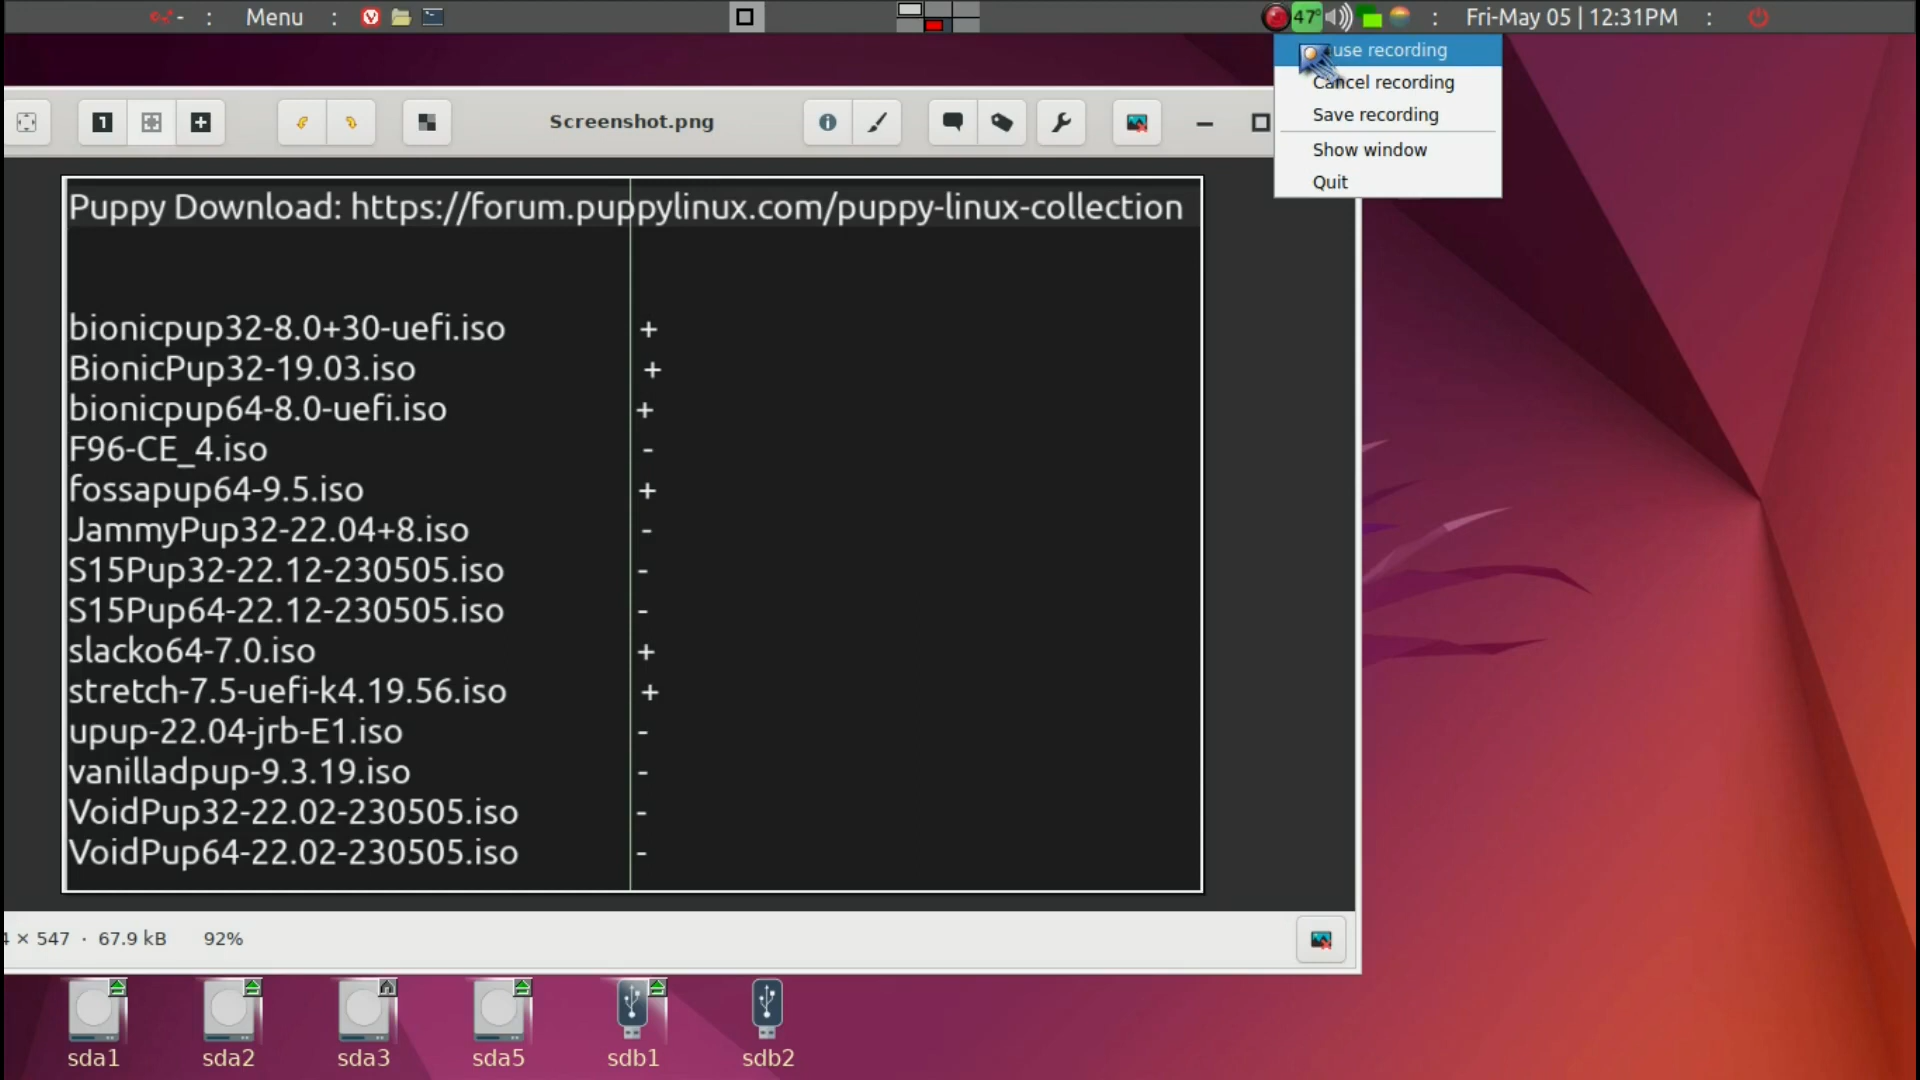 - : Menu :
47° : Fri-May 05 | 12:31PM :
use recording
Cancel recording
Save recording
Show window
Quit
1
Screenshot.png
Puppy Download: https://forum.puppylinux.com/puppy-linux-collection
bionicpup32-8.0+30-uefi.iso +
BionicPup32-19.03.iso +
bionicpup64-8.0-uefi.iso +
F96-CE_4.iso -
fossapup64-9.5.iso +
JammyPup32-22.04+8.iso -
S15Pup32-22.12-230505.iso -
S15Pup64-22.12-230505.iso -
slacko64-7.0.iso +
stretch-7.5-uefi-k4.19.56.iso +
upup-22.04-jrb-E1.iso -
vanilladpup-9.3.19.iso -
VoidPup32-22.02-230505.iso -
VoidPup64-22.02-230505.iso -
× 547 · 67.9 kB 92%
sda1 sda2 sda3 sda5 sdb1 sdb2